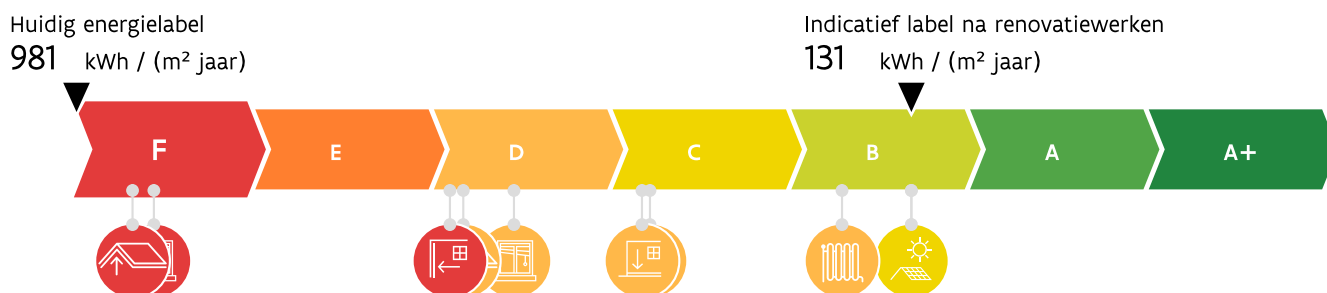 Huidig energielabel
981 kWh / (m² jaar)
Indicatief label na renovatiewerken
131 kWh / (m² jaar)
F E D C B A A+